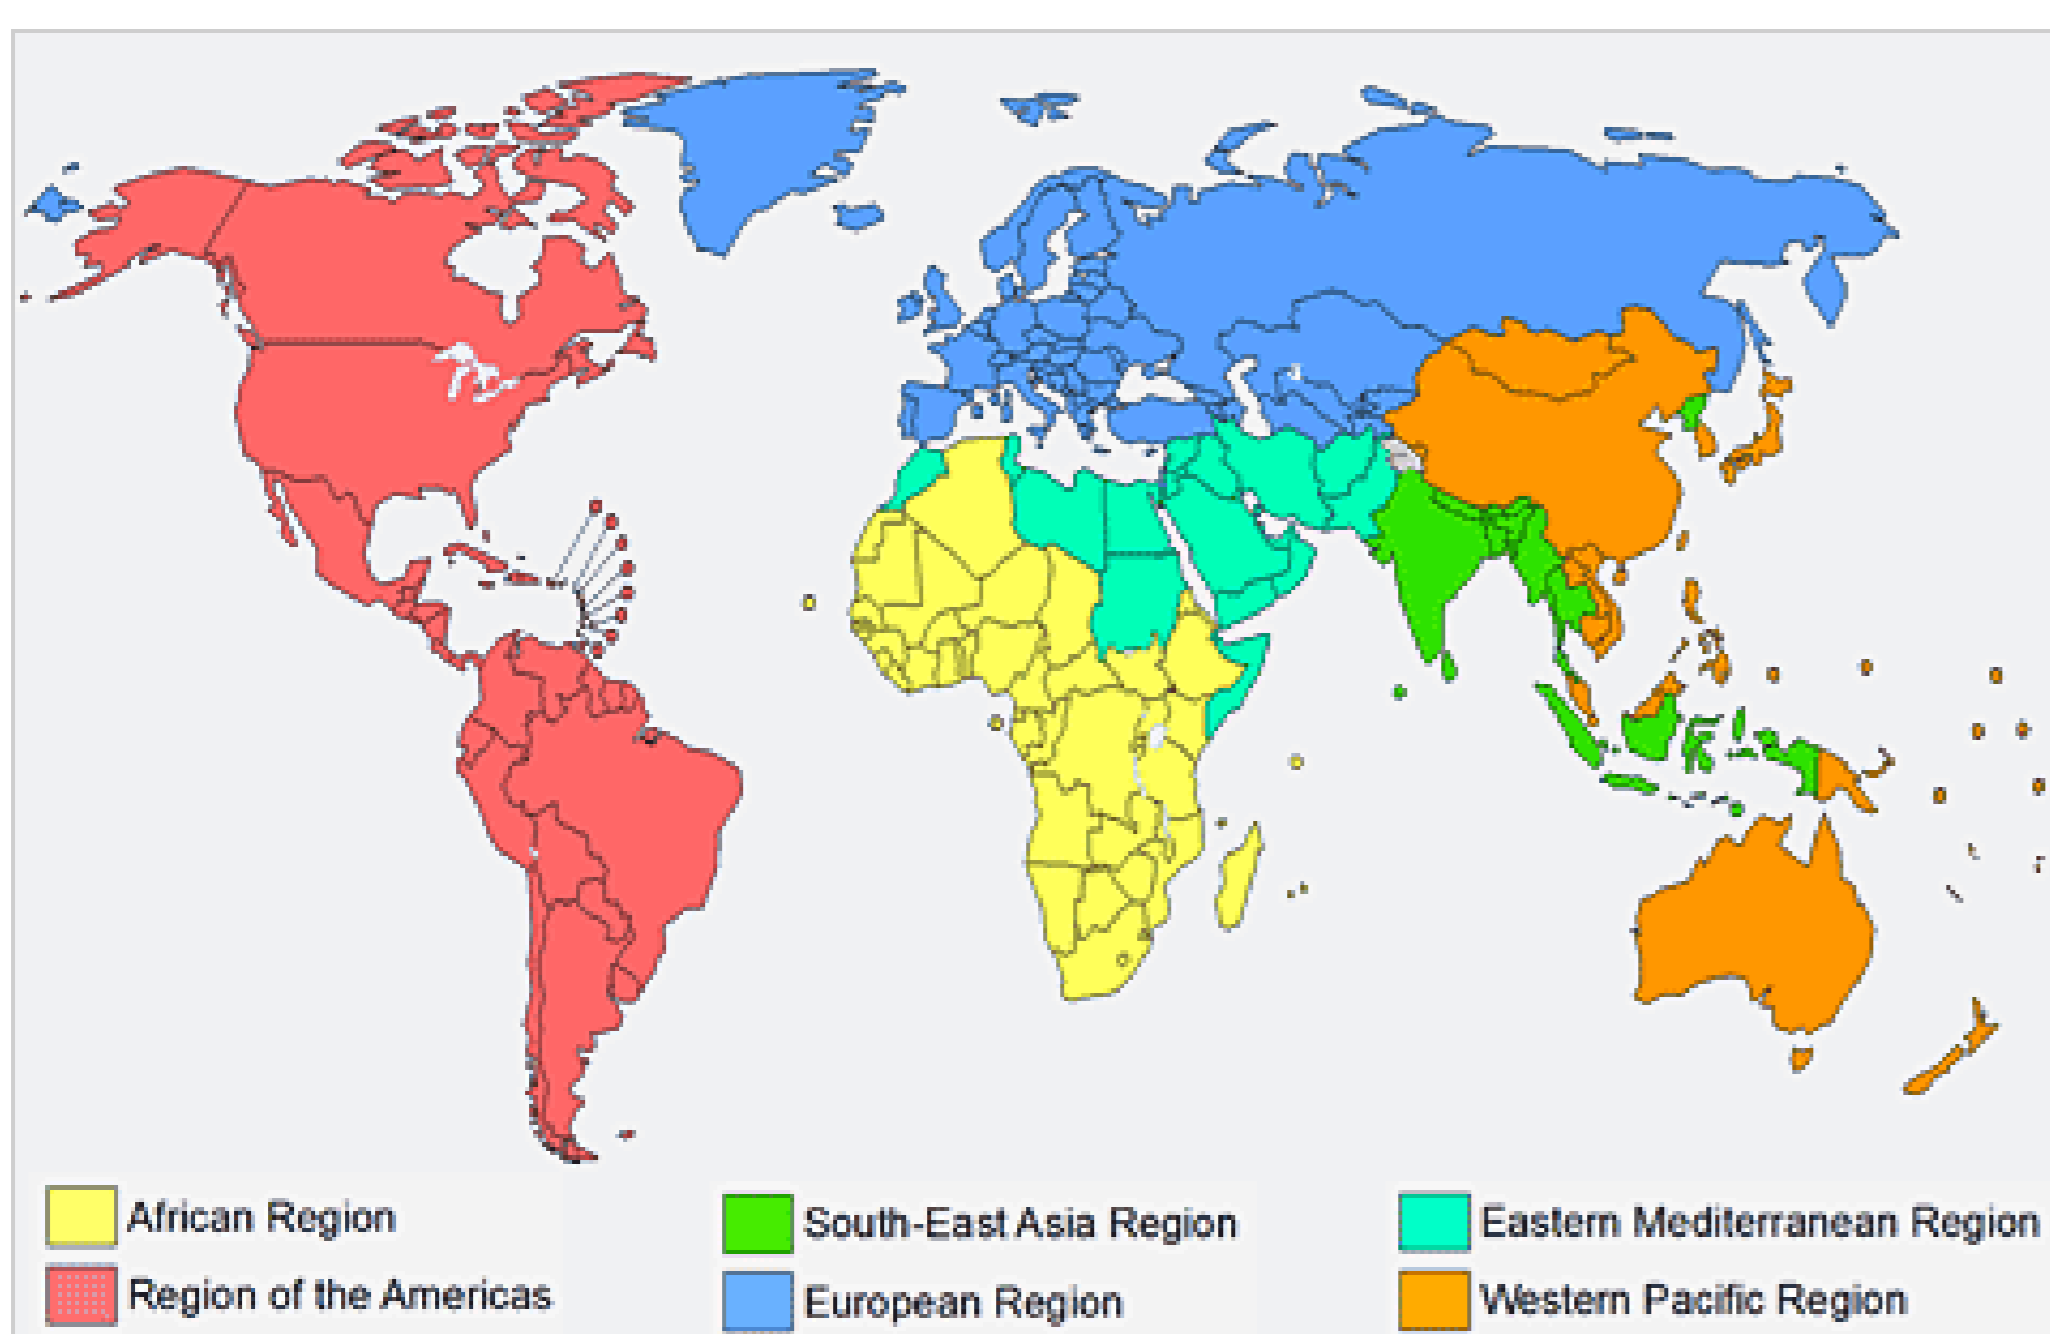 African Region
South-East Asia Region
Eastern Mediterranean Region
Region of the Americas
European Region
Western Pacific Region